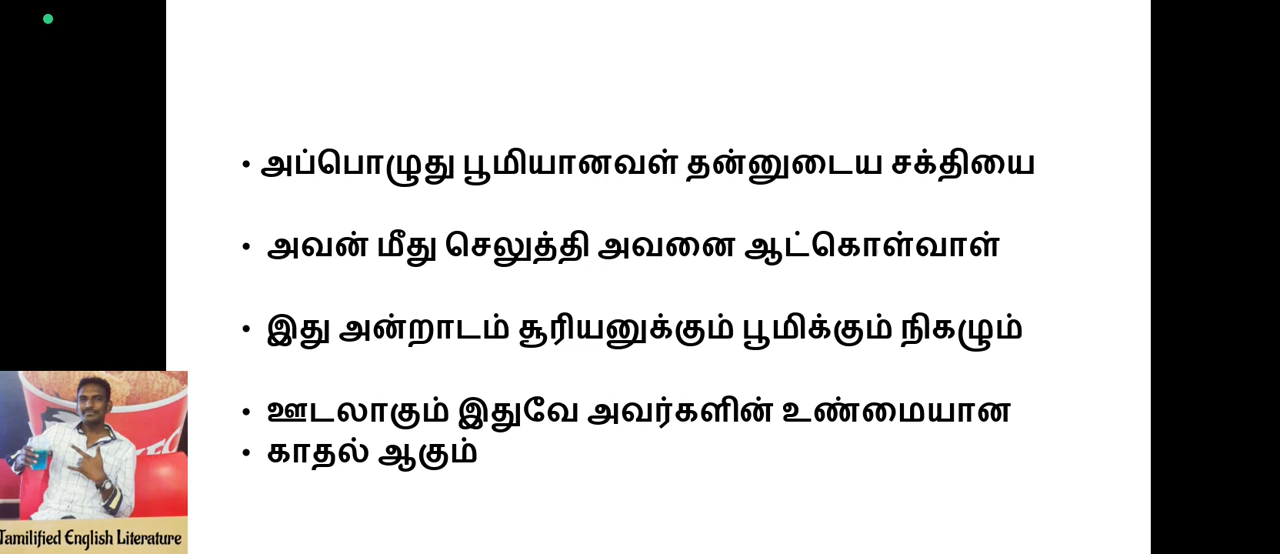 • அப்பொழுது பூமியானவள் தன்னுடைய சக்தியை
• அவன் மீது செலுத்தி அவனை ஆட்கொள்வாள்
• இது அன்றாடம் சூரியனுக்கும் பூமிக்கும் நிகழும்
• ஊடலாகும் இதுவே அவர்களின் உண்மையான
• காதல் ஆகும்
Tamilified English Literature